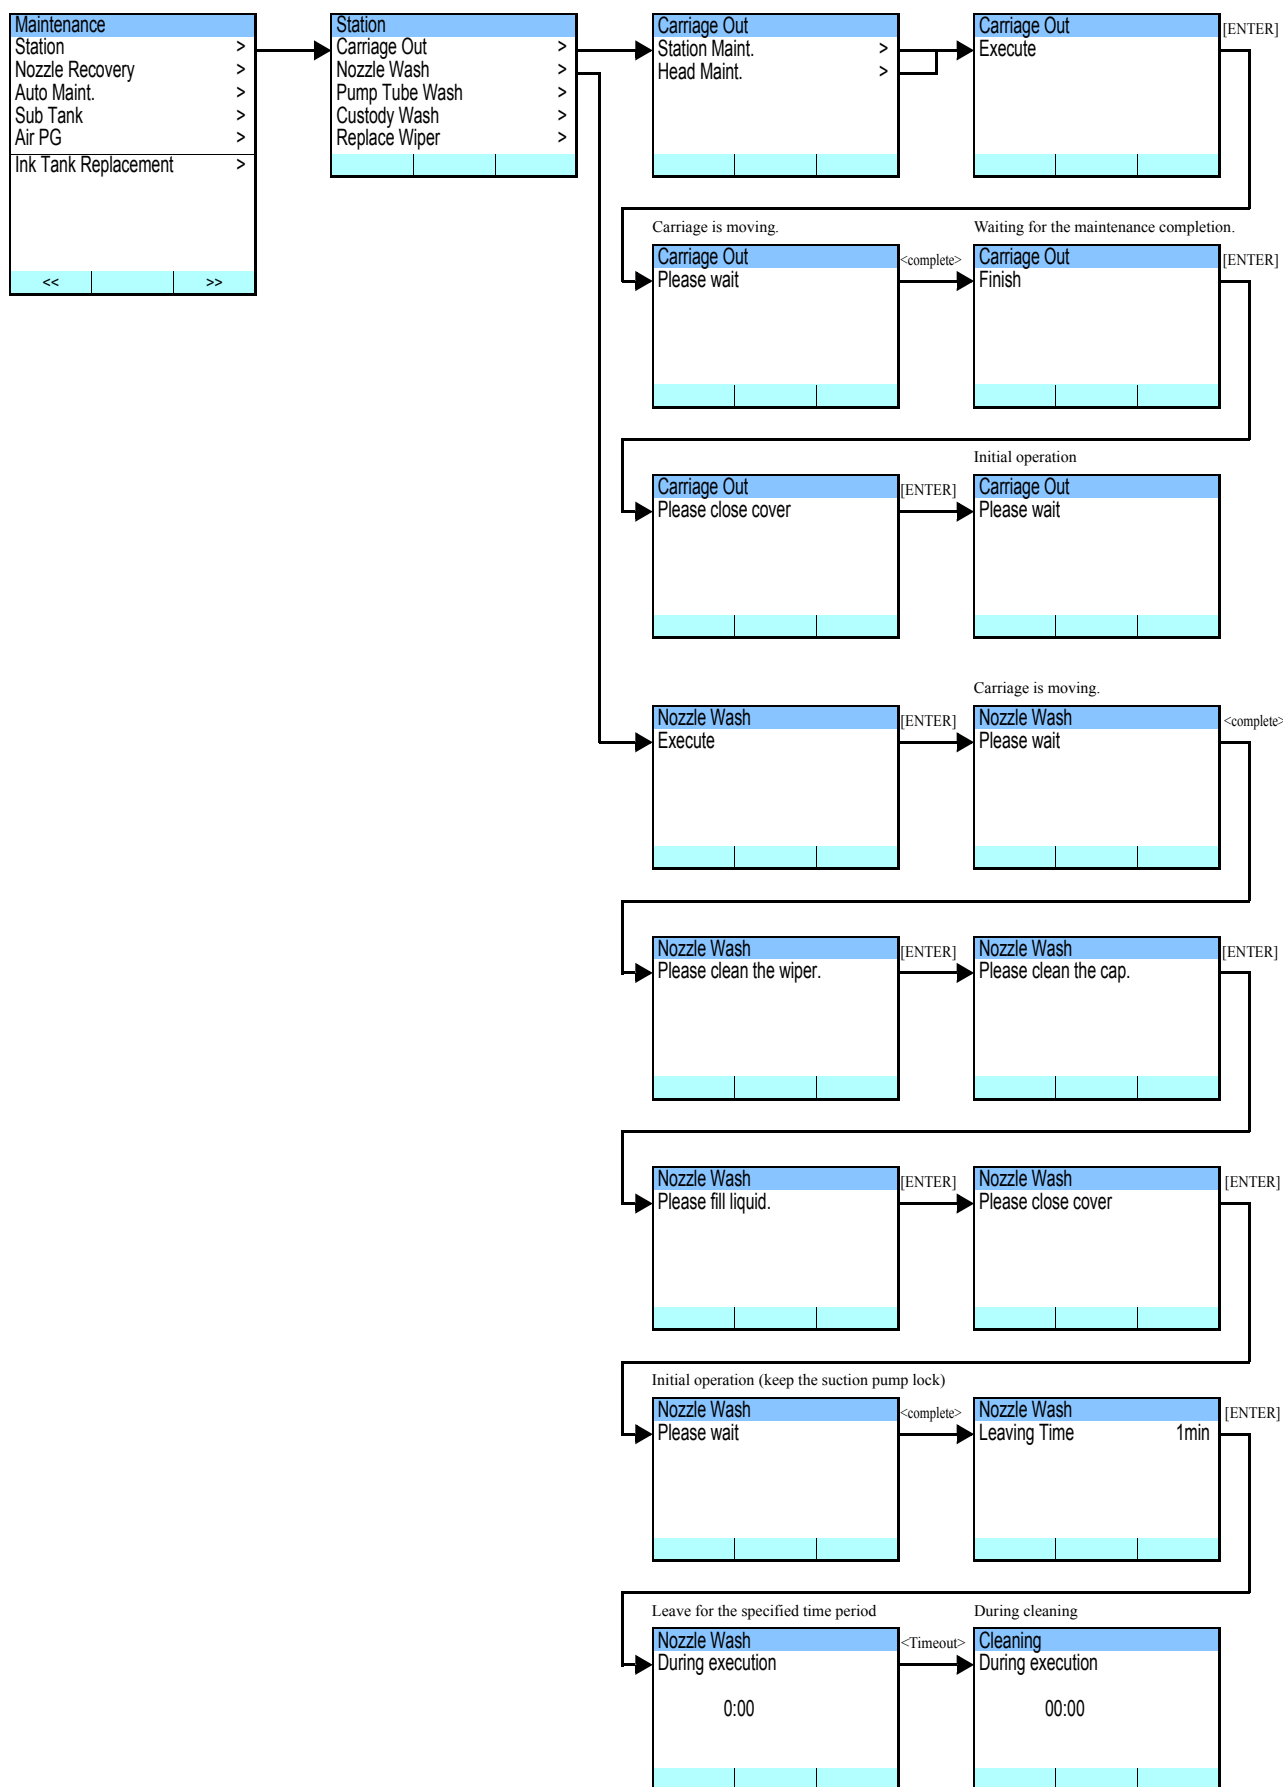 Maintenance
Station >
Nozzle Recovery >
Auto Maint. >
Sub Tank >
Air PG >
Ink Tank Replacement >
<< >>
Station
Carriage Out >
Nozzle Wash >
Pump Tube Wash >
Custody Wash >
Replace Wiper >
Carriage Out
Station Maint. >
Head Maint. >
Carriage Out
Execute
[ENTER]
Carriage is moving.
Carriage Out
Please wait
<complete>
Waiting for the maintenance completion.
Carriage Out
Finish
[ENTER]
Carriage Out
Please close cover
[ENTER]
Initial operation
Carriage Out
Please wait
Nozzle Wash
Execute
[ENTER]
Carriage is moving.
Nozzle Wash
Please wait
<complete>
Nozzle Wash
Please clean the wiper.
[ENTER]
Nozzle Wash
Please clean the cap.
[ENTER]
Nozzle Wash
Please fill liquid.
[ENTER]
Nozzle Wash
Please close cover
[ENTER]
Initial operation (keep the suction pump lock)
Nozzle Wash
Please wait
<complete>
Nozzle Wash
Leaving Time 1min
[ENTER]
Leave for the specified time period
Nozzle Wash
During execution
0:00
<Timeout>
During cleaning
Cleaning
During execution
00:00